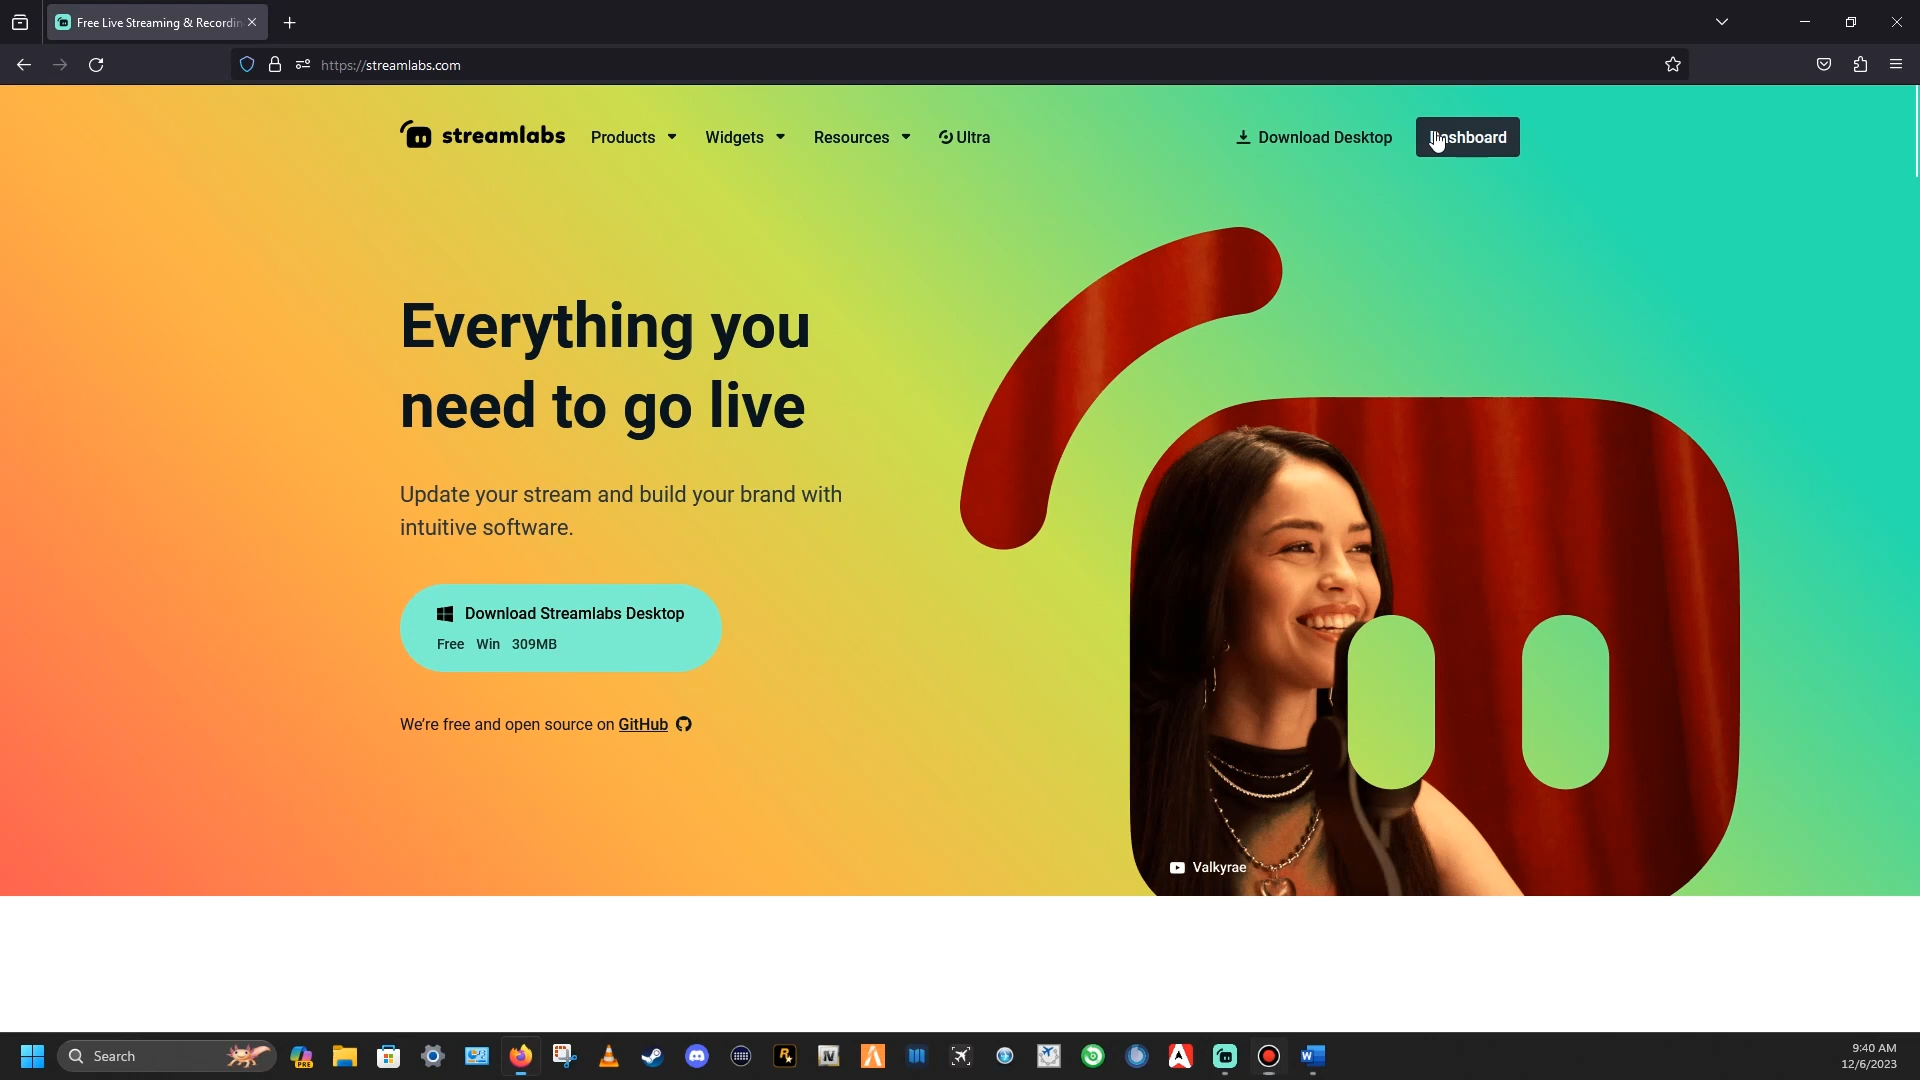 Free Live Streaming & Recordin
https://streamlabs.com
streamlabs
Products
Widgets
Resources
Ultra
Download Desktop
Dashboard
Everything you
need to go live
Update your stream and build your brand with
intuitive software.
Download Streamlabs Desktop
Free Win 309MB
We're free and open source on GitHub
Valkyrae
Search
PRE
9:40 AM
12/6/2023